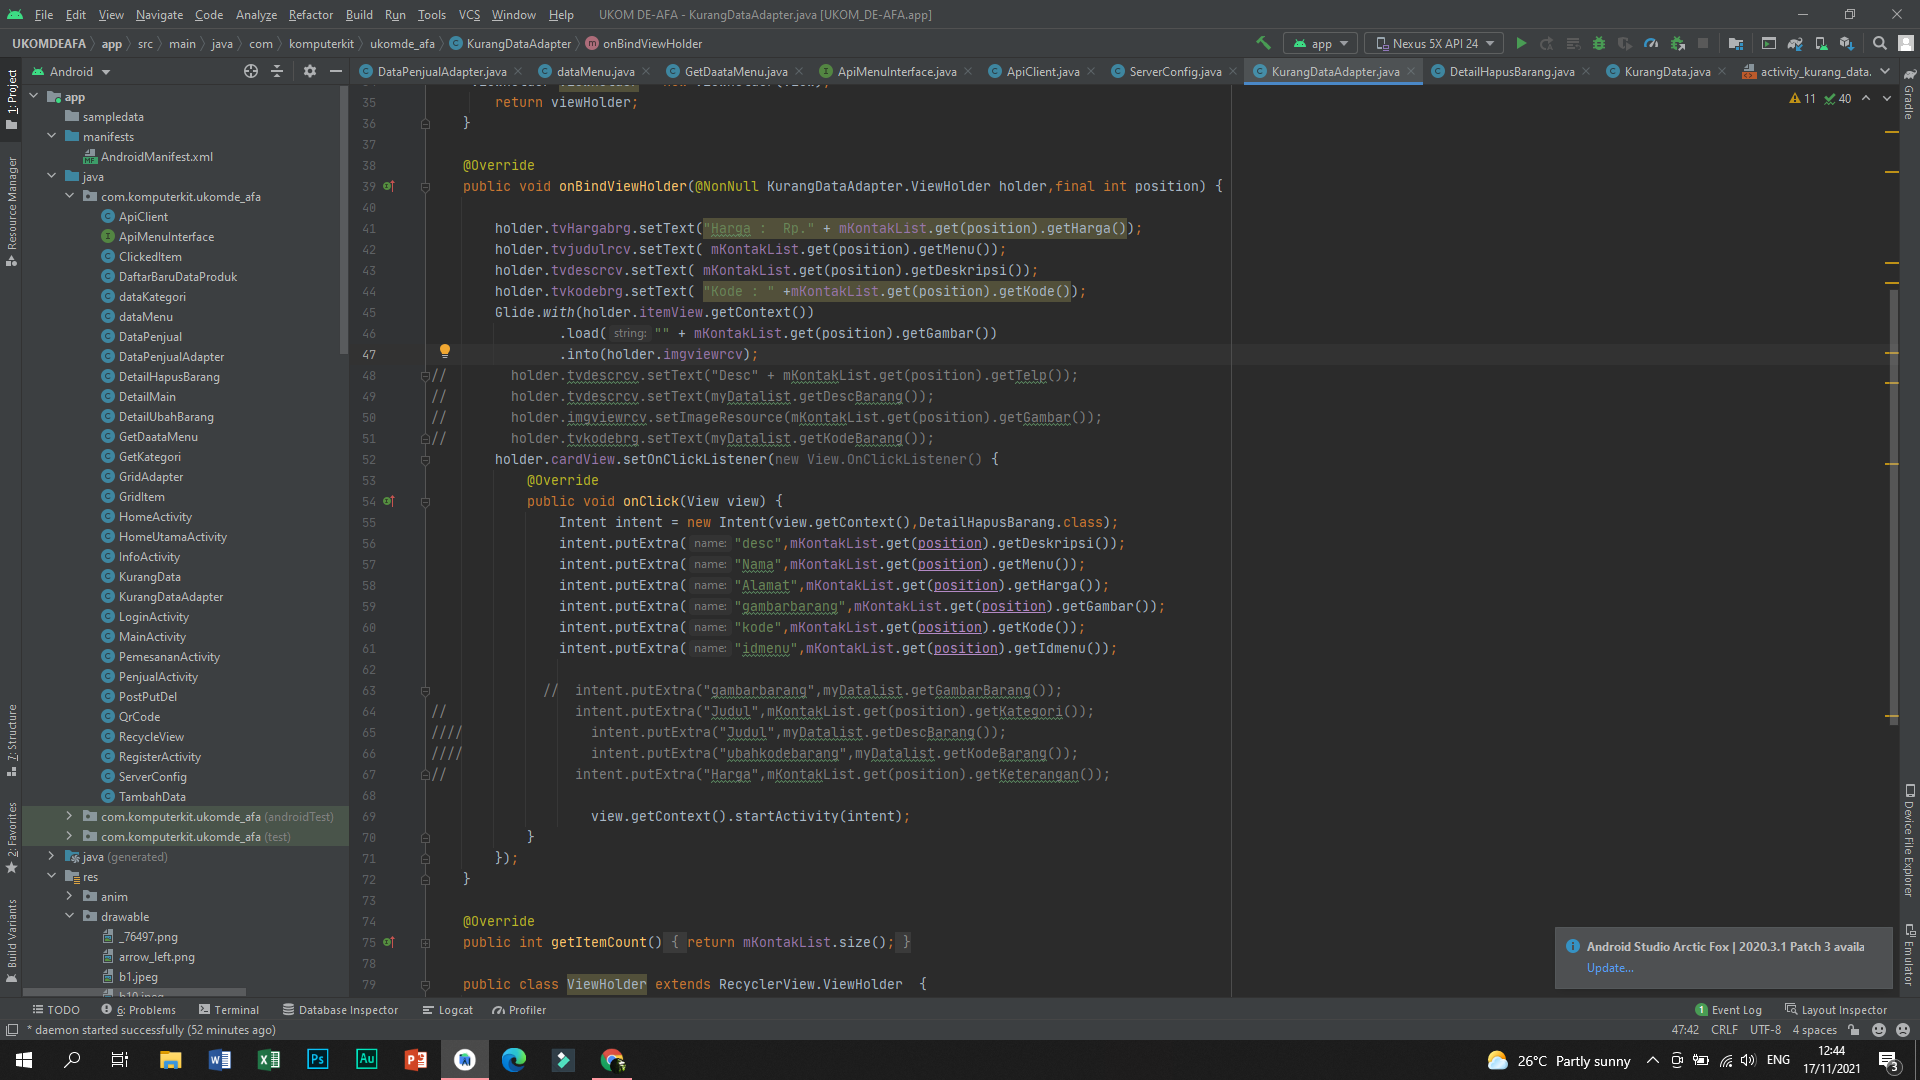 File Edit View Navigate Code Analyze Refactor Build Run Tools VCS Window Help UKOM DE-AFA - KurangDataAdapter.java [UKOM_DE-AFA.app]
UKOMDEAFA app src main java com komputerkit ukomde_afa KurangDataAdapter onBindViewHolder app Nexus 5X API 24
Android DataPenjualAdapter.java dataMenu.java GetDaataMenu.java ApiMenuInterface.java ApiClient.java ServerConfig.java KurangDataAdapter.java DetailHapusBarang.java KurangData.java activity_kurang_data.
1: Project
Resource Manager
7: Structure
2: Favorites
Build Variants
app
sampledata
manifests
AndroidManifest.xml
java
com.komputerkit.ukomde_afa
ApiClient
ApiMenuInterface
ClickedItem
DaftarBaruDataProduk
dataKategori
dataMenu
DataPenjual
DataPenjualAdapter
DetailHapusBarang
DetailMain
DetailUbahBarang
GetDaataMenu
GetKategori
GridAdapter
GridItem
HomeActivity
HomeUtamaActivity
InfoActivity
KurangData
KurangDataAdapter
LoginActivity
MainActivity
PemesananActivity
PenjualActivity
PostPutDel
QrCode
RecycleView
RegisterActivity
ServerConfig
TambahData
com.komputerkit.ukomde_afa (androidTest)
com.komputerkit.ukomde_afa (test)
java (generated)
res
anim
drawable
_76497.png
arrow_left.png
b1.jpeg
11 40
35 return viewHolder;
36 }
37
38 @Override
39 public void onBindViewHolder(@NonNull KurangDataAdapter.ViewHolder holder,final int position) {
40
41 holder.tvHargabrg.setText("Harga :  Rp." + mKontakList.get(position).getHarga());
42 holder.tvjudulrcv.setText( mKontakList.get(position).getMenu());
43 holder.tvdescrcv.setText( mKontakList.get(position).getDeskripsi());
44 holder.tvkodebrg.setText( "Kode : " +mKontakList.get(position).getKode());
45 Glide.with(holder.itemView.getContext())
46 .load( string: "" + mKontakList.get(position).getGambar())
47 .into(holder.imgviewrcv);
48 // holder.tvdescrcv.setText("Desc" + mKontakList.get(position).getTelp());
49 // holder.tvdescrcv.setText(myDatalist.getDescBarang());
50 // holder.imgviewrcv.setImageResource(mKontakList.get(position).getGambar());
51 // holder.tvkodebrg.setText(myDatalist.getKodeBarang());
52 holder.cardView.setOnClickListener(new View.OnClickListener() {
53 @Override
54 public void onClick(View view) {
55 Intent intent = new Intent(view.getContext(),DetailHapusBarang.class);
56 intent.putExtra( name: "desc",mKontakList.get(position).getDeskripsi());
57 intent.putExtra( name: "Nama",mKontakList.get(position).getMenu());
58 intent.putExtra( name: "Alamat",mKontakList.get(position).getHarga());
59 intent.putExtra( name: "gambarbarang",mKontakList.get(position).getGambar());
60 intent.putExtra( name: "kode",mKontakList.get(position).getKode());
61 intent.putExtra( name: "idmenu",mKontakList.get(position).getIdmenu());
62
63 // intent.putExtra("gambarbarang",myDatalist.getGambarBarang());
64 // intent.putExtra("Judul",mKontakList.get(position).getKategori());
65 //// intent.putExtra("Judul",myDatalist.getDescBarang());
66 //// intent.putExtra("ubahkodebarang",myDatalist.getKodeBarang());
67 // intent.putExtra("Harga",mKontakList.get(position).getKeterangan());
68
69 view.getContext().startActivity(intent);
70 }
71 });
72 }
73
74 @Override
75 public int getItemCount() { return mKontakList.size(); }
78
79 public class ViewHolder extends RecyclerView.ViewHolder {
Gradle
Device File Explorer
Emulator
Android Studio Arctic Fox | 2020.3.1 Patch 3 availa
Update...
TODO 6: Problems Terminal Database Inspector Logcat Profiler 1 Event Log Layout Inspector
* daemon started successfully (52 minutes ago) 47:42 CRLF UTF-8 4 spaces
26°C Partly sunny ENG 12:44
17/11/2021 3